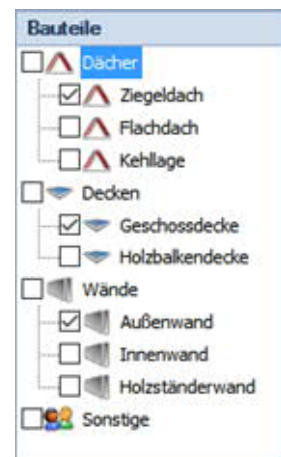 Bauteile
Dächer
Ziegeldach
Flachdach
Kehllage
Decken
Geschossdecke
Holzbalkendecke
Wände
Außenwand
Innenwand
Holzständerwand
Sonstige